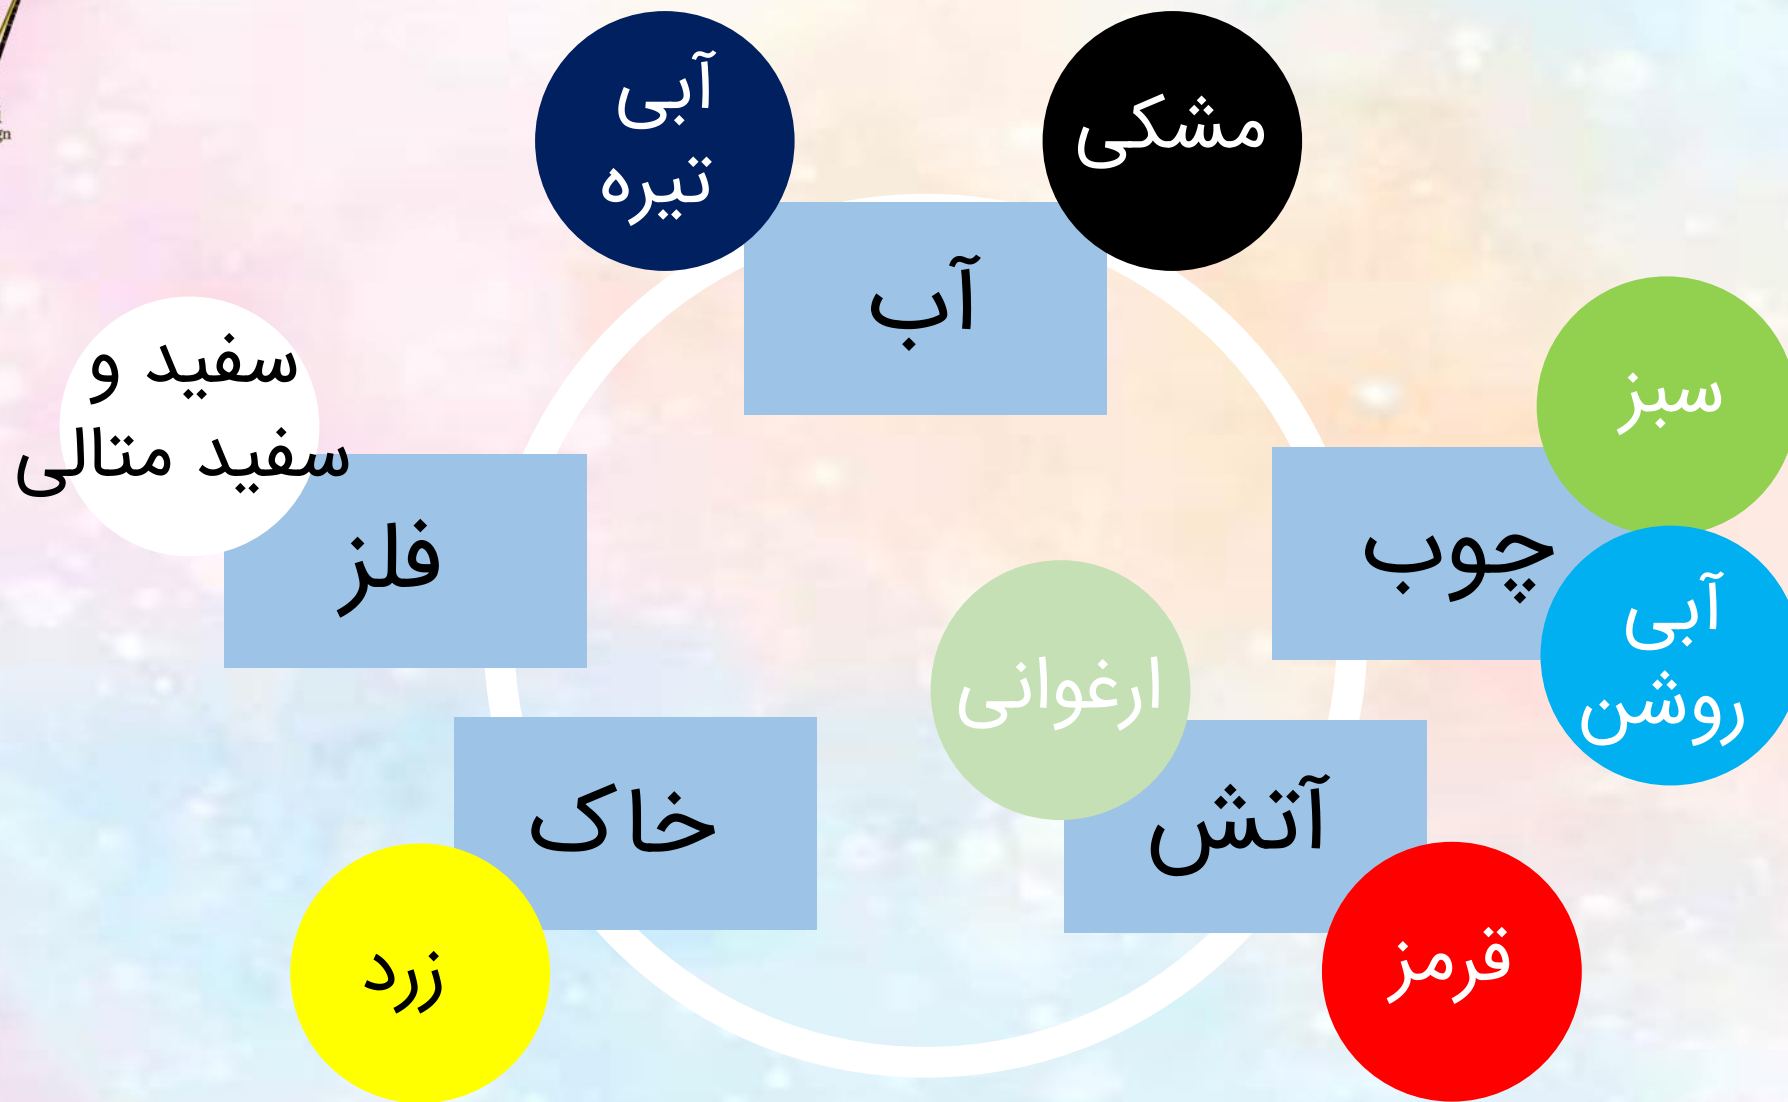 آبی
تیره
مشکی
آب
سبز
چوب
آبی
روشن
سفید و
سفید متالی
فلز
ارغوانی
آتش
قرمز
خاک
زرد